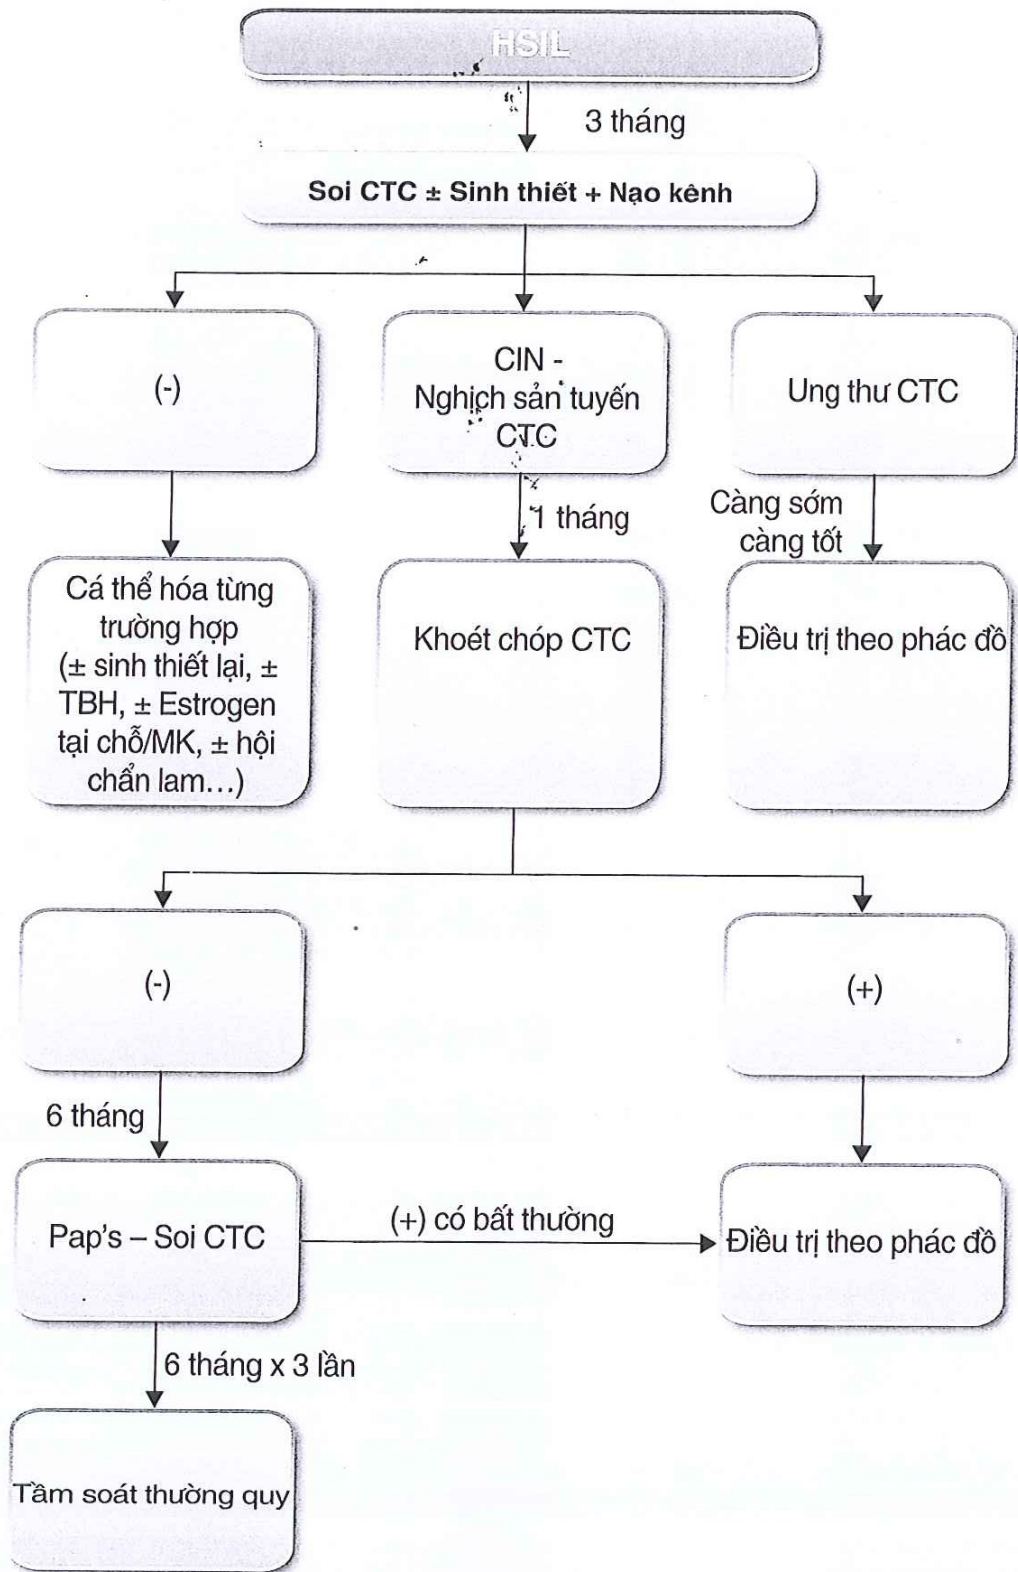 HSIL
3 tháng
Soi CTC ± Sinh thiết + Nạo kênh
(-)
CIN -
Nghịch sản tuyến
CTC
Ung thư CTC
1 tháng
Càng sớm
càng tốt
Cá thể hóa từng
trường hợp
(± sinh thiết lại, ±
TBH, ± Estrogen
tại chỗ/MK, ± hội
chẩn lam...)
Khoét chóp CTC
Điều trị theo phác đồ
(-)
(+)
6 tháng
Pap's – Soi CTC
(+) có bất thường
Điều trị theo phác đồ
6 tháng x 3 lần
Tầm soát thường quy